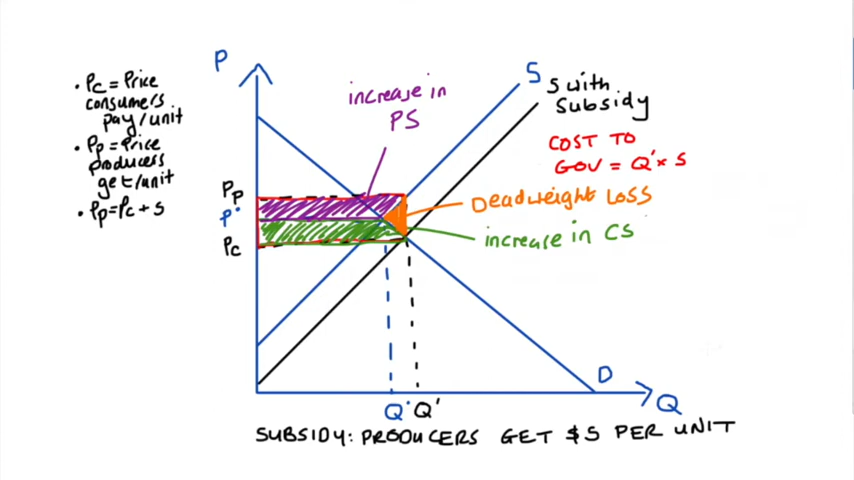 P
• Pc = Price
consumers
pay/unit
• Pp = Price
producers
get/unit
• Pp = Pc + S
increase in
PS
S
S with
Subsidy
COST TO
GOV = Q' x S
Deadweight LOSS
increase in CS
Pp
P*
Pc
D
Q* Q'
Q
SUBSIDY: PRODUCERS GET $S PER UNIT